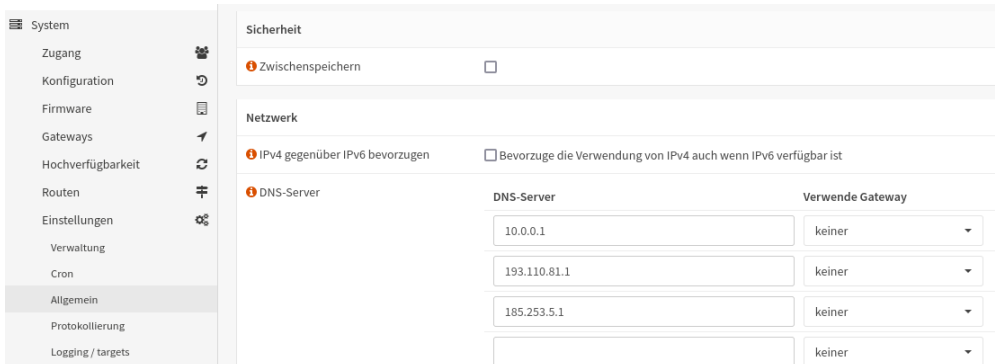 System
Zugang
Konfiguration
Firmware
Gateways
Hochverfügbarkeit
Routen
Einstellungen
Verwaltung
Cron
Allgemein
Protokollierung
Logging / targets
Sicherheit
Zwischenspeichern
Netzwerk
IPv4 gegenüber IPv6 bevorzugen
Bevorzuge die Verwendung von IPv4 auch wenn IPv6 verfügbar ist
DNS-Server
DNS-Server Verwende Gateway
10.0.0.1 keiner
193.110.81.1 keiner
185.253.5.1 keiner
keiner